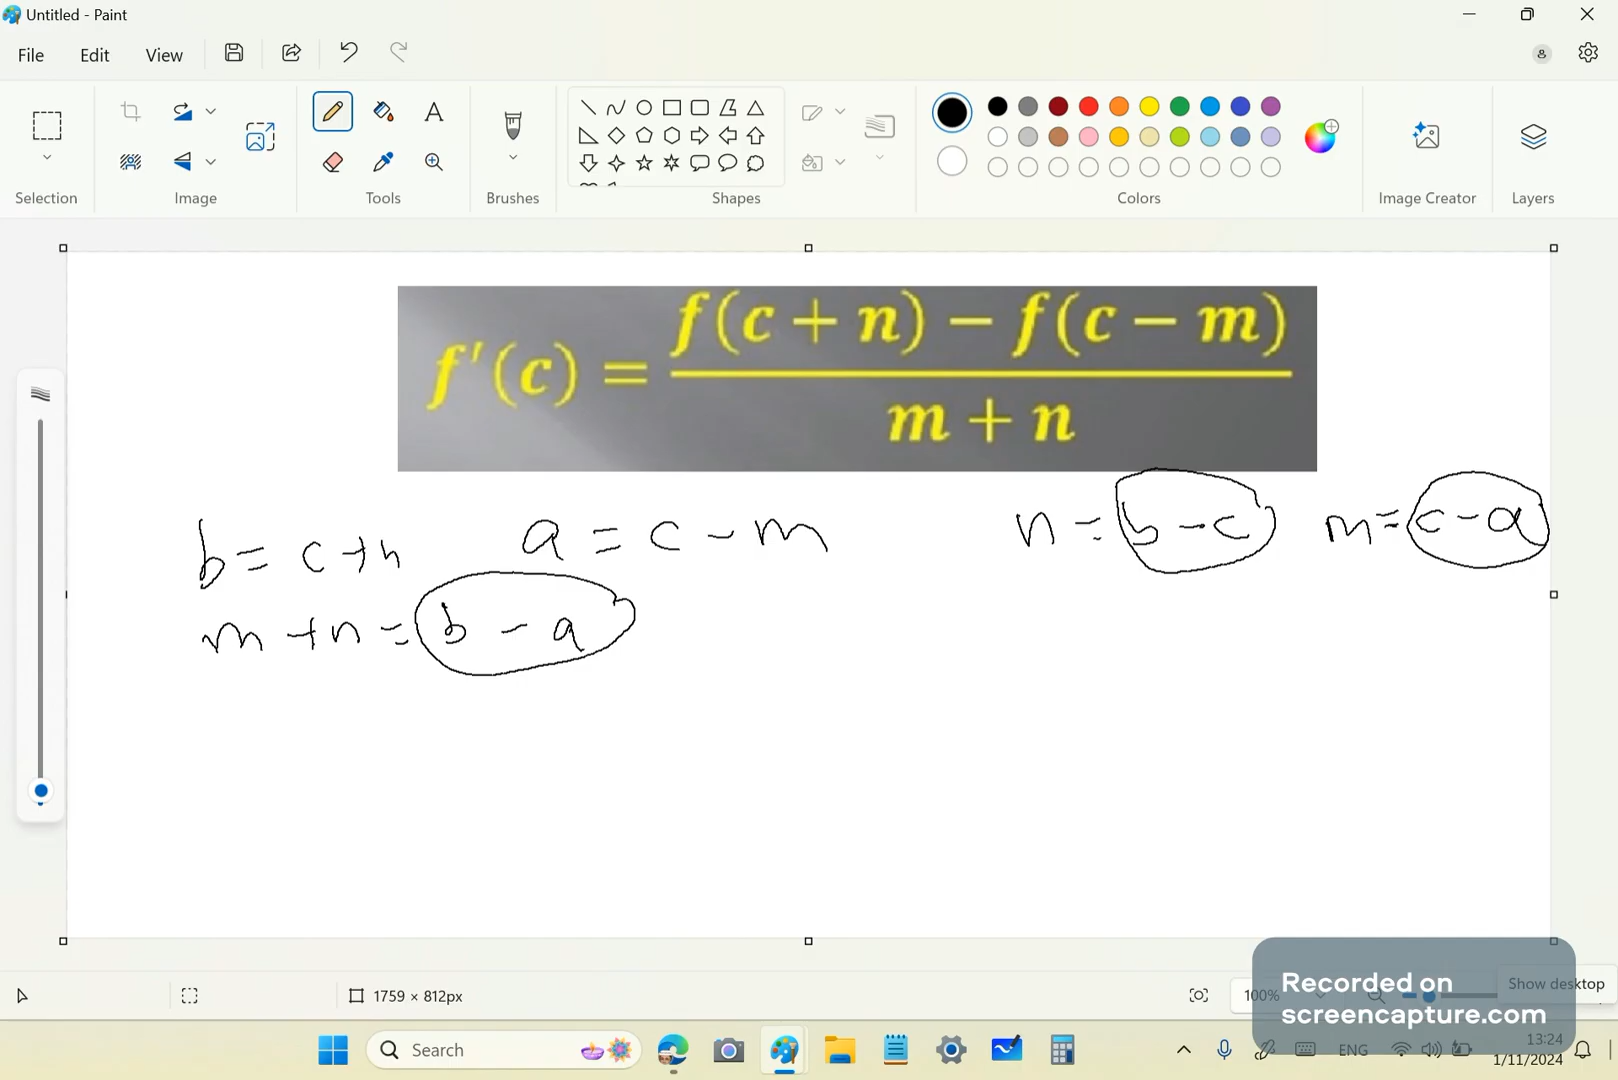 Untitled - Paint
File Edit View
Selection Image Tools Brushes Shapes Colors Image Creator Layers
f'(c) = f(c + n) − f(c − m) / m + n
b = c + n a = c − m n = b − c m = c − a
m + n = b − a
1759 × 812px
100%
Show desktop
Recorded on
screencapture.com
Search
ENG
13:24
1/11/2024